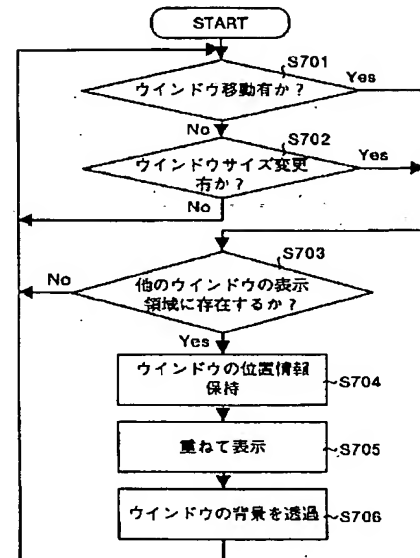 START
S701
ウインドウ移動有か？
Yes
No
S702
ウインドウサイズ変更
有か？
Yes
No
S703
他のウインドウの表示
領域に存在するか？
No
Yes
ウインドウの位置情報
保持
S704
重ねて表示
S705
ウインドウの背景を透過
S706